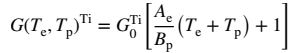 G(Tₑ, Tₚ)ᵀⁱ = G₀ᵀⁱ [Aₑ/Bₚ (Tₑ + Tₚ) + 1]